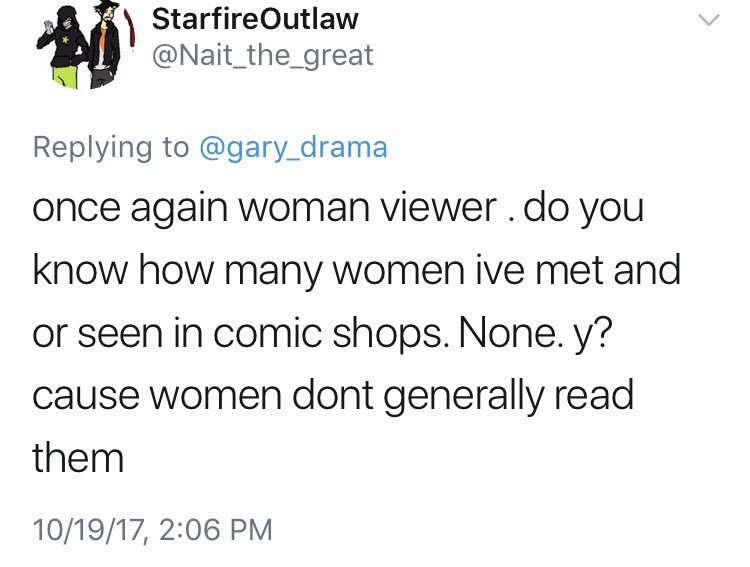 StarfireOutlaw
@Nait_the_great
Replying to @gary_drama
once again woman viewer . do you
know how many women ive met and
or seen in comic shops. None. y?
cause women dont generally read
them
10/19/17, 2:06 PM